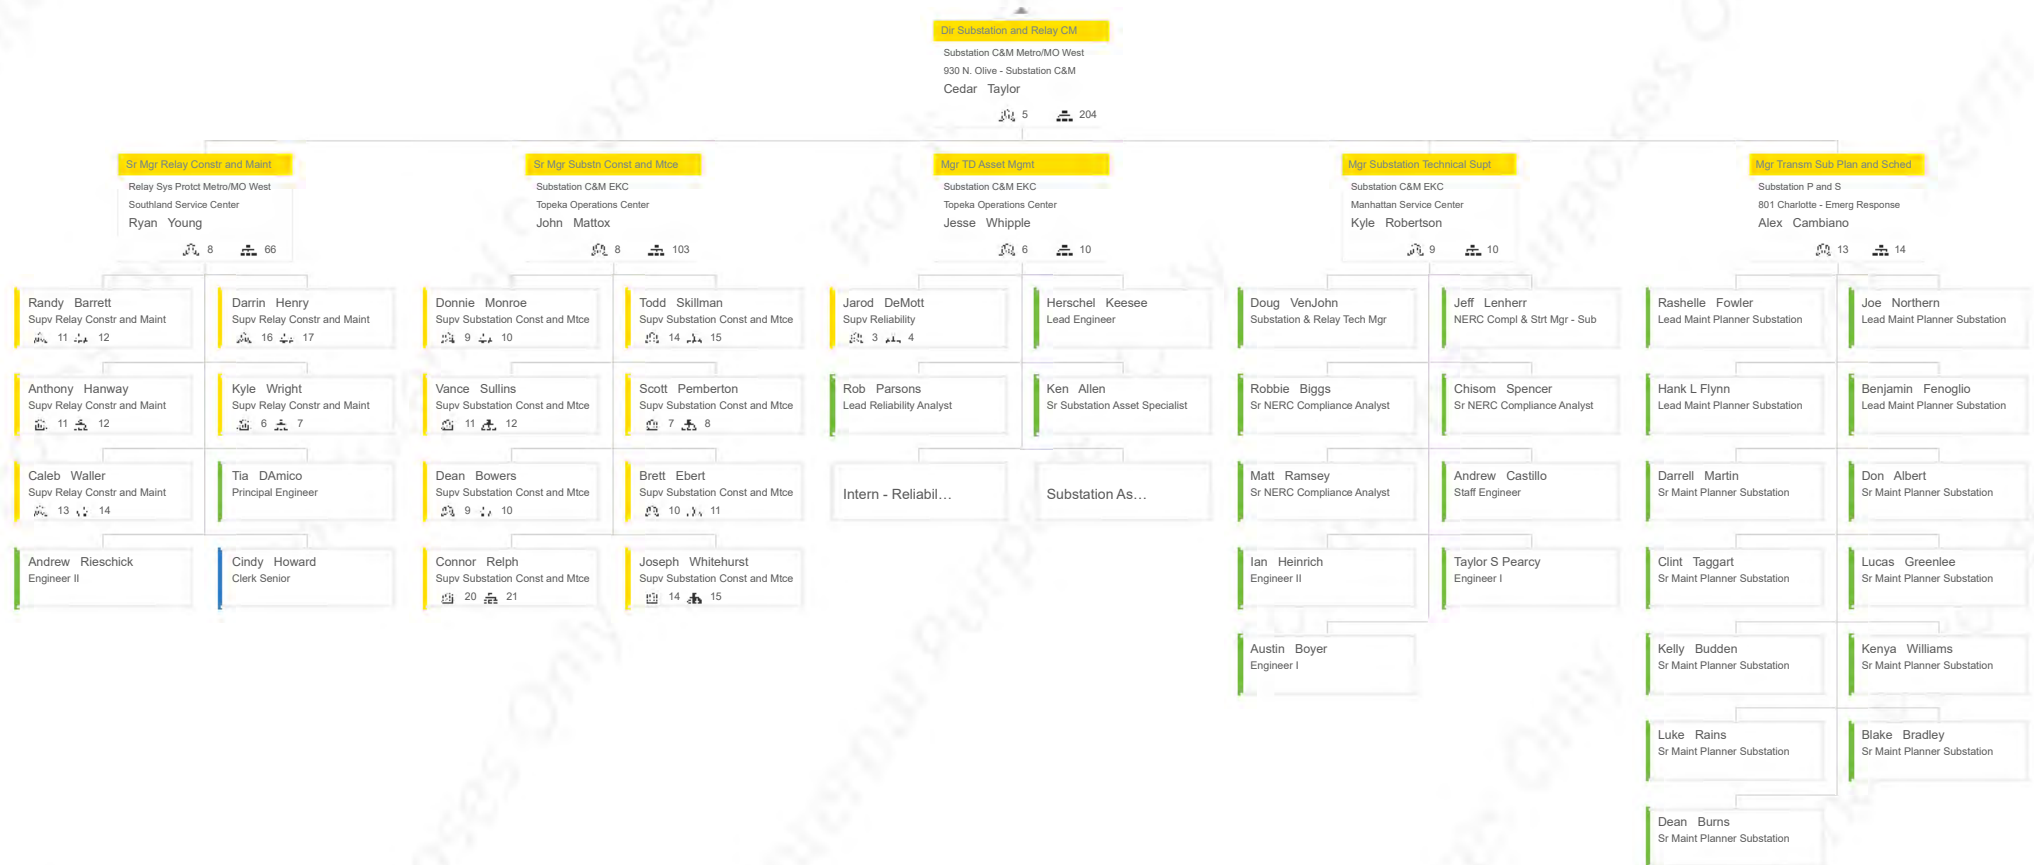 Dir Substation and Relay CM
Substation C&M Metro/MO West
930 N. Olive - Substation C&M
Cedar Taylor
5 204
Sr Mgr Relay Constr and Maint
Relay Sys Protct Metro/MO West
Southland Service Center
Ryan Young
8 66
Randy Barrett
Supv Relay Constr and Maint
11 12
Darrin Henry
Supv Relay Constr and Maint
16 17
Anthony Hanway
Supv Relay Constr and Maint
11 12
Kyle Wright
Supv Relay Constr and Maint
6 7
Caleb Waller
Supv Relay Constr and Maint
13 14
Tia DAmico
Principal Engineer
Andrew Rieschick
Engineer II
Cindy Howard
Clerk Senior
Sr Mgr Substn Const and Mtce
Substation C&M EKC
Topeka Operations Center
John Mattox
8 103
Donnie Monroe
Supv Substation Const and Mtce
9 10
Todd Skillman
Supv Substation Const and Mtce
14 15
Vance Sullins
Supv Substation Const and Mtce
11 12
Scott Pemberton
Supv Substation Const and Mtce
7 8
Dean Bowers
Supv Substation Const and Mtce
9 10
Brett Ebert
Supv Substation Const and Mtce
10 11
Connor Relph
Supv Substation Const and Mtce
20 21
Joseph Whitehurst
Supv Substation Const and Mtce
14 15
Mgr TD Asset Mgmt
Substation C&M EKC
Topeka Operations Center
Jesse Whipple
6 10
Jarod DeMott
Supv Reliability
3 4
Herschel Keesee
Lead Engineer
Rob Parsons
Lead Reliability Analyst
Ken Allen
Sr Substation Asset Specialist
Intern - Reliabil...
Substation As...
Mgr Substation Technical Supt
Substation C&M EKC
Manhattan Service Center
Kyle Robertson
9 10
Doug VenJohn
Substation & Relay Tech Mgr
Jeff Lenherr
NERC Compl & Strt Mgr - Sub
Robbie Biggs
Sr NERC Compliance Analyst
Chisom Spencer
Sr NERC Compliance Analyst
Matt Ramsey
Sr NERC Compliance Analyst
Andrew Castillo
Staff Engineer
Ian Heinrich
Engineer II
Taylor S Pearcy
Engineer I
Austin Boyer
Engineer I
Mgr Transm Sub Plan and Sched
Substation P and S
801 Charlotte - Emerg Response
Alex Cambiano
13 14
Rashelle Fowler
Lead Maint Planner Substation
Joe Northern
Lead Maint Planner Substation
Hank L Flynn
Lead Maint Planner Substation
Benjamin Fenoglio
Lead Maint Planner Substation
Darrell Martin
Sr Maint Planner Substation
Don Albert
Sr Maint Planner Substation
Clint Taggart
Sr Maint Planner Substation
Lucas Greenlee
Sr Maint Planner Substation
Kelly Budden
Sr Maint Planner Substation
Kenya Williams
Sr Maint Planner Substation
Luke Rains
Sr Maint Planner Substation
Blake Bradley
Sr Maint Planner Substation
Dean Burns
Sr Maint Planner Substation